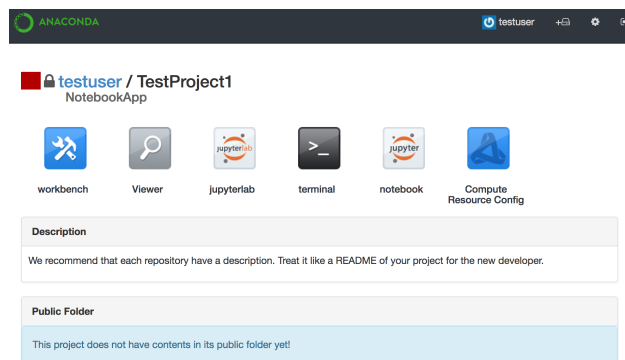 ANACONDA
testuser
testuser / TestProject1
NotebookApp
jupyterlab
>_
jupyter
workbench
Viewer
jupyterlab
terminal
notebook
Compute
Resource Config
Description
We recommend that each repository have a description. Treat it like a README of your project for the new developer.
Public Folder
This project does not have contents in its public folder yet!